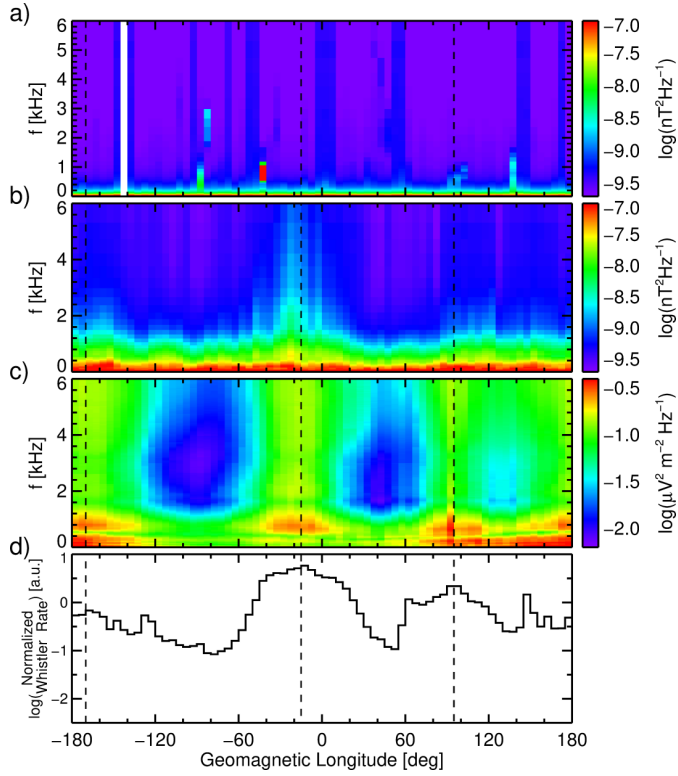 a)
6
5
4
3
2
1
0
f [kHz]
−7.0
−7.5
−8.0
−8.5
−9.0
−9.5
log(nT²Hz⁻¹)
b)
6
4
2
0
f [kHz]
−7.0
−7.5
−8.0
−8.5
−9.0
−9.5
log(nT²Hz⁻¹)
c)
6
4
2
0
f [kHz]
−0.5
−1.0
−1.5
−2.0
log(μV² m⁻² Hz⁻¹)
d)
1
0
−1
−2
log(Normalized Whistler Rate) [a.u.]
−180 −120 −60 0 60 120 180
Geomagnetic Longitude [deg]